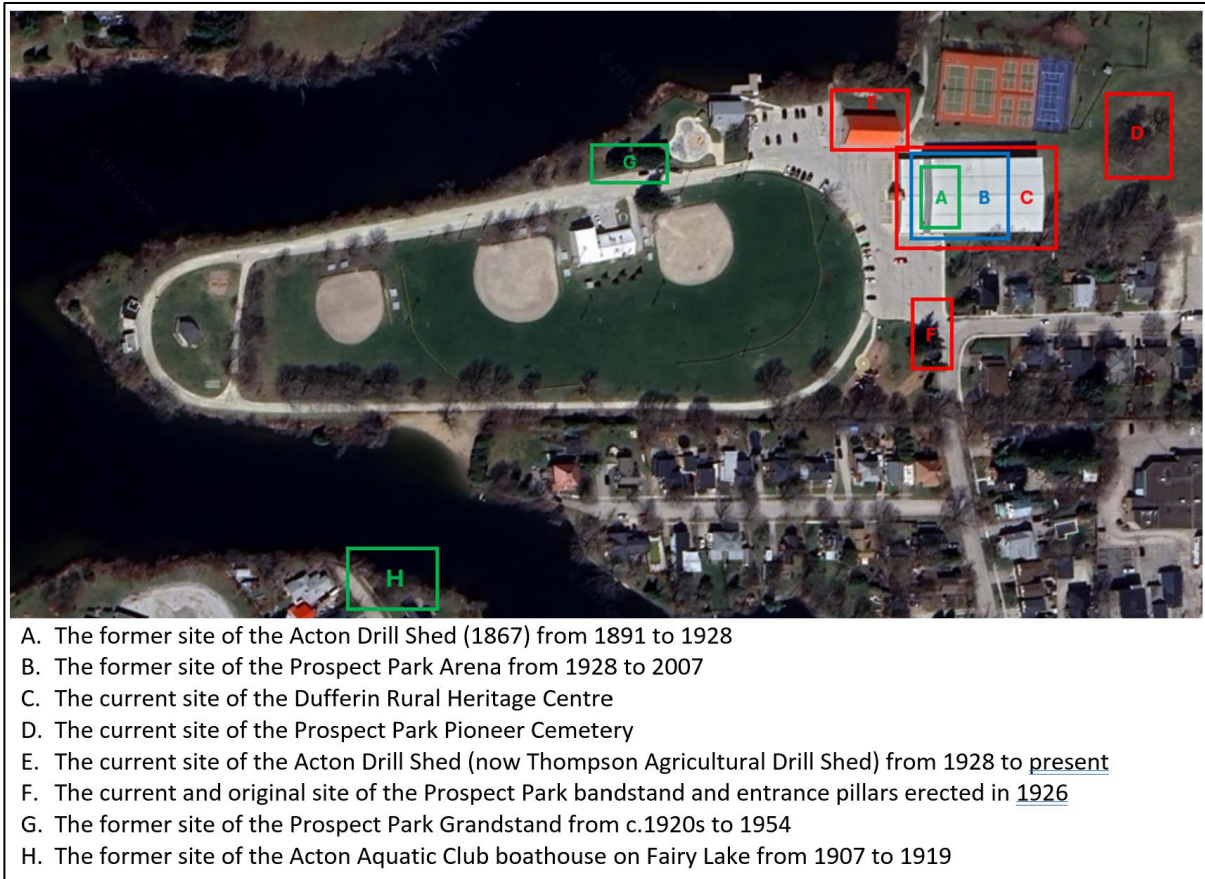 E
D
G
A
B
C
F
H
A. The former site of the Acton Drill Shed (1867) from 1891 to 1928
B. The former site of the Prospect Park Arena from 1928 to 2007
C. The current site of the Dufferin Rural Heritage Centre
D. The current site of the Prospect Park Pioneer Cemetery
E. The current site of the Acton Drill Shed (now Thompson Agricultural Drill Shed) from 1928 to present
F. The current and original site of the Prospect Park bandstand and entrance pillars erected in 1926
G. The former site of the Prospect Park Grandstand from c.1920s to 1954
H. The former site of the Acton Aquatic Club boathouse on Fairy Lake from 1907 to 1919